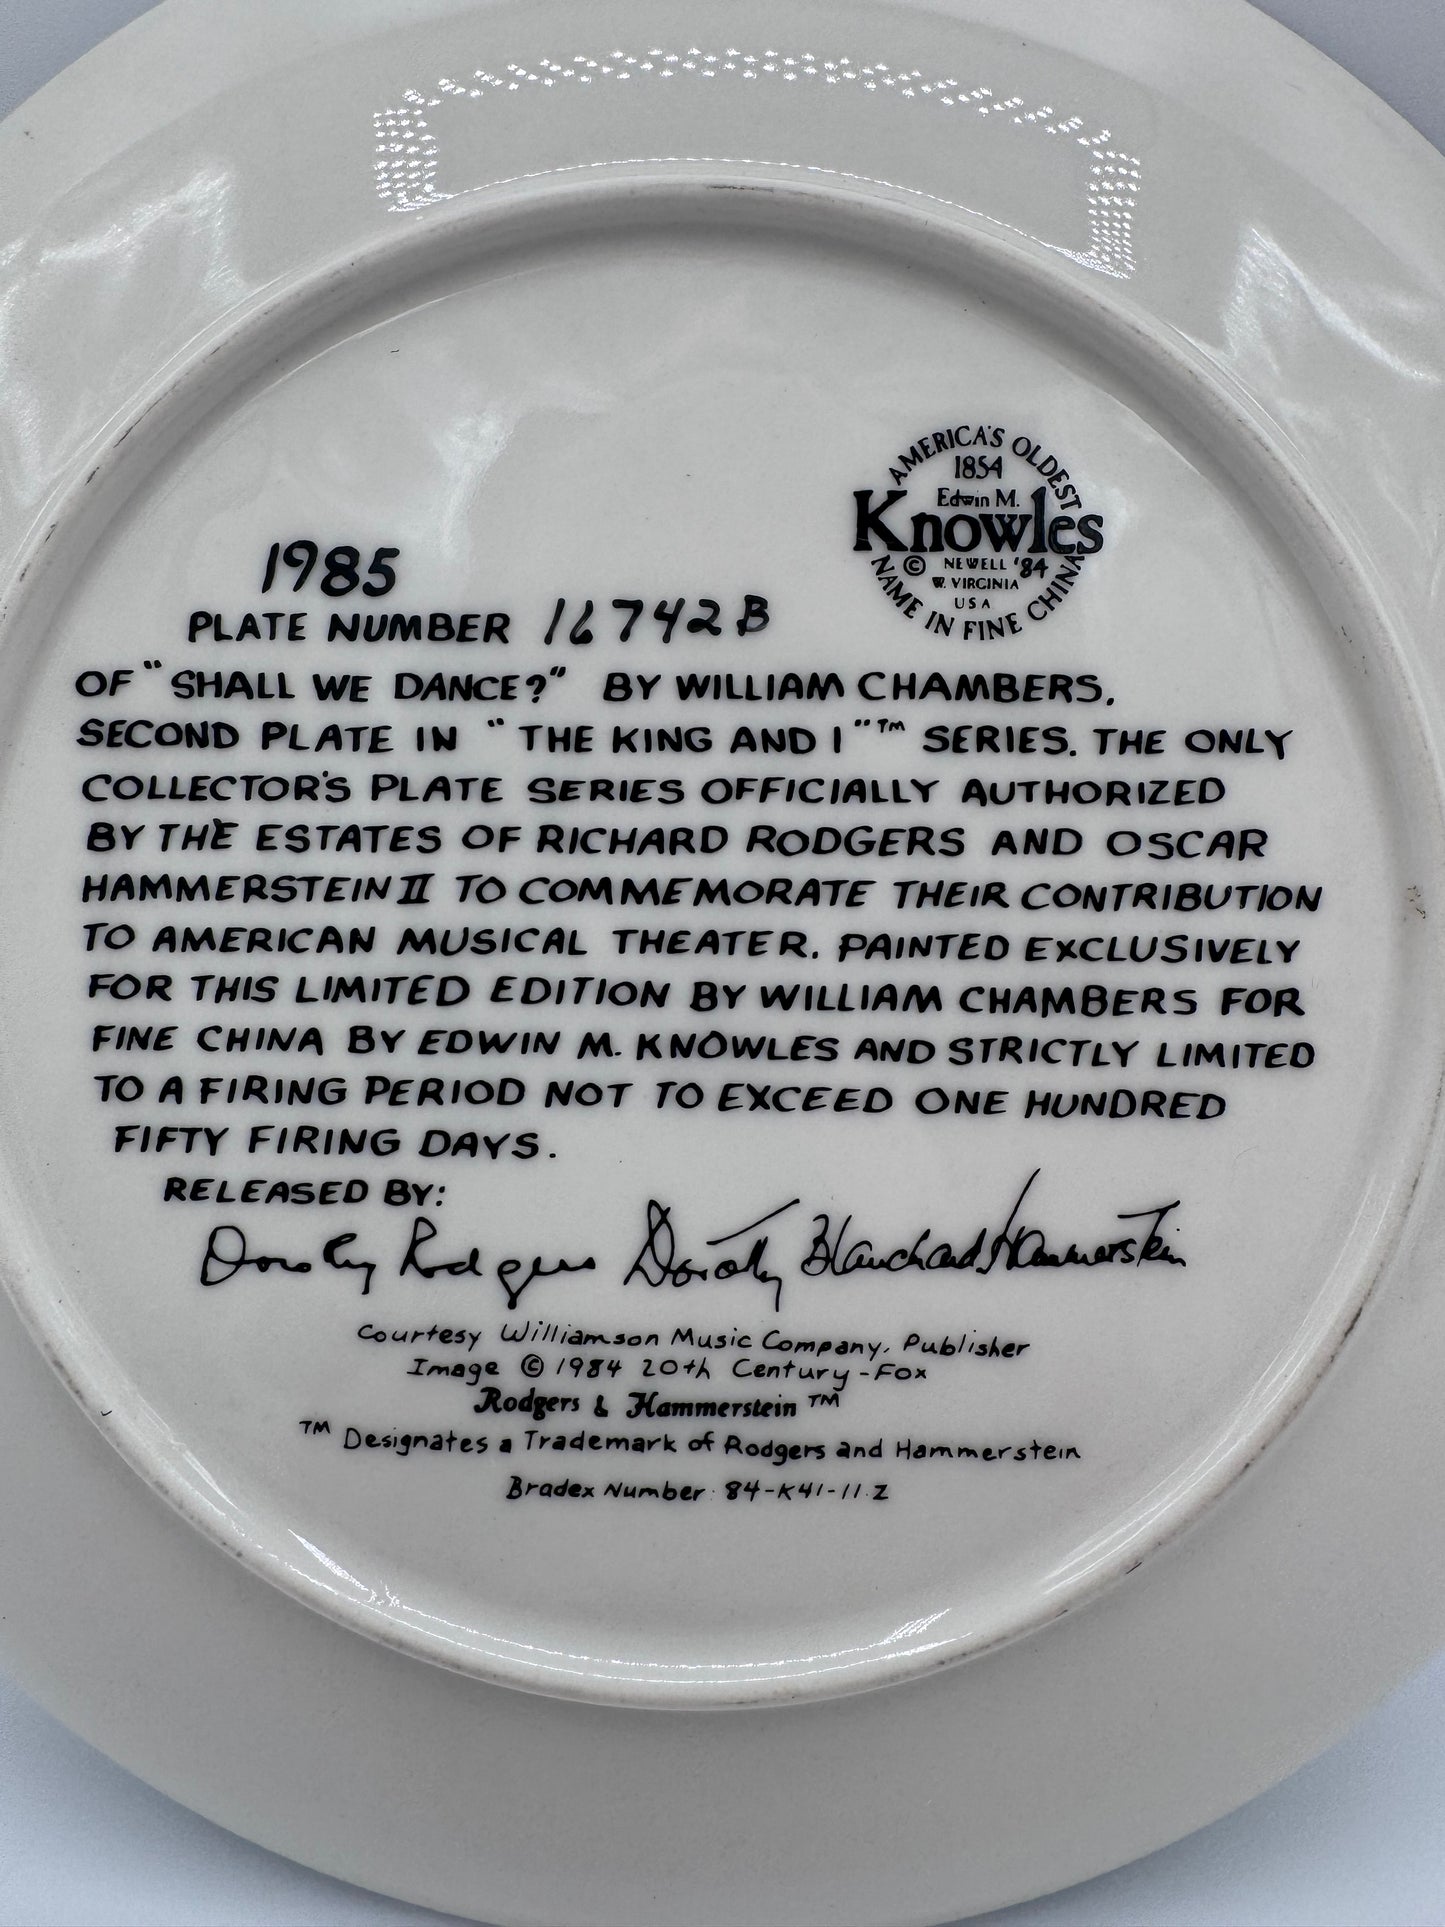 AMERICA'S OLDEST
1854
Edwin M.
Knowles
© NEWELL '84
W. VIRGINIA
USA
NAME IN FINE CHINA
1985
PLATE NUMBER 16742B
OF "SHALL WE DANCE?" BY WILLIAM CHAMBERS.
SECOND PLATE IN "THE KING AND I"™ SERIES. THE ONLY
COLLECTOR'S PLATE SERIES OFFICIALLY AUTHORIZED
BY THE ESTATES OF RICHARD RODGERS AND OSCAR
HAMMERSTEIN II TO COMMEMORATE THEIR CONTRIBUTION
TO AMERICAN MUSICAL THEATER. PAINTED EXCLUSIVELY
FOR THIS LIMITED EDITION BY WILLIAM CHAMBERS FOR
FINE CHINA BY EDWIN M. KNOWLES AND STRICTLY LIMITED
TO A FIRING PERIOD NOT TO EXCEED ONE HUNDRED
FIFTY FIRING DAYS.
RELEASED BY:
Dorothy Rodgers Dorothy Blanchard Hammerstein
Courtesy Williamson Music Company, Publisher
Image © 1984 20th Century-Fox
Rodgers & Hammerstein ™
™ Designates a Trademark of Rodgers and Hammerstein
Bradex Number: 84-K41-11.2